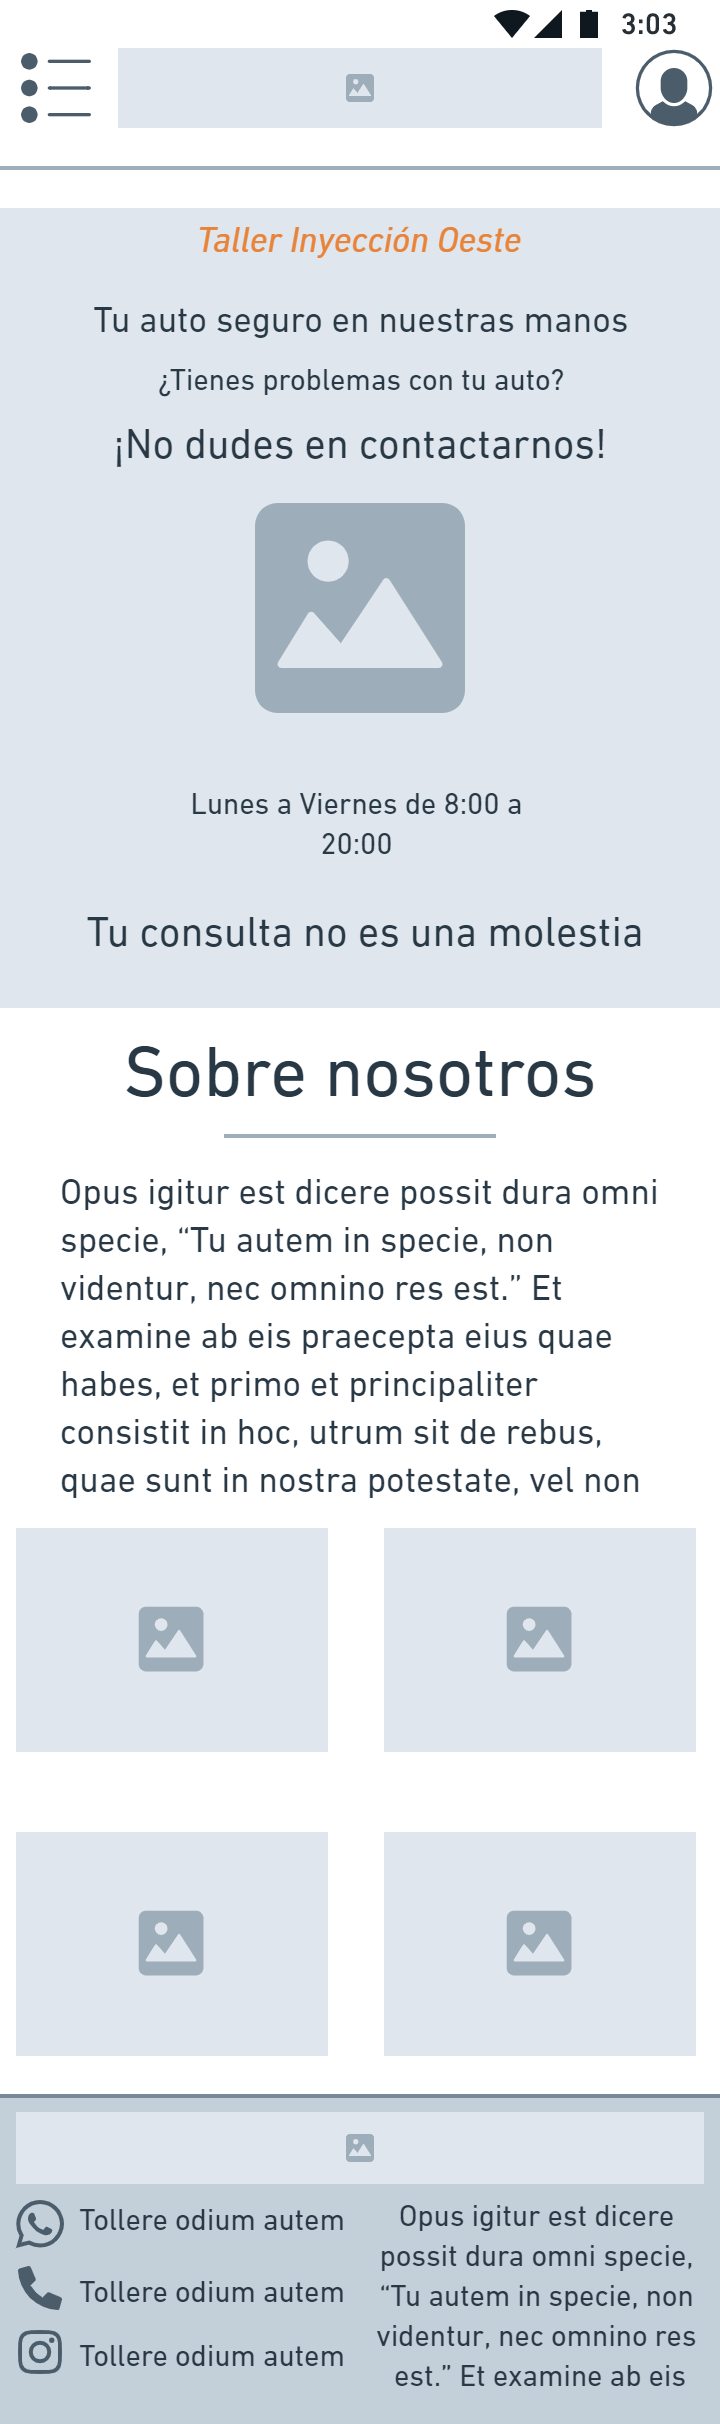 3:03
Taller Inyección Oeste
Tu auto seguro en nuestras manos
¿Tienes problemas con tu auto?
¡No dudes en contactarnos!
Lunes a Viernes de 8:00 a
20:00
Tu consulta no es una molestia
Sobre nosotros
Opus igitur est dicere possit dura omni
specie, “Tu autem in specie, non
videntur, nec omnino res est.” Et
examine ab eis praecepta eius quae
habes, et primo et principaliter
consistit in hoc, utrum sit de rebus,
quae sunt in nostra potestate, vel non
Tollere odium autem
Tollere odium autem
Tollere odium autem
Opus igitur est dicere
possit dura omni specie,
“Tu autem in specie, non
videntur, nec omnino res
est.” Et examine ab eis